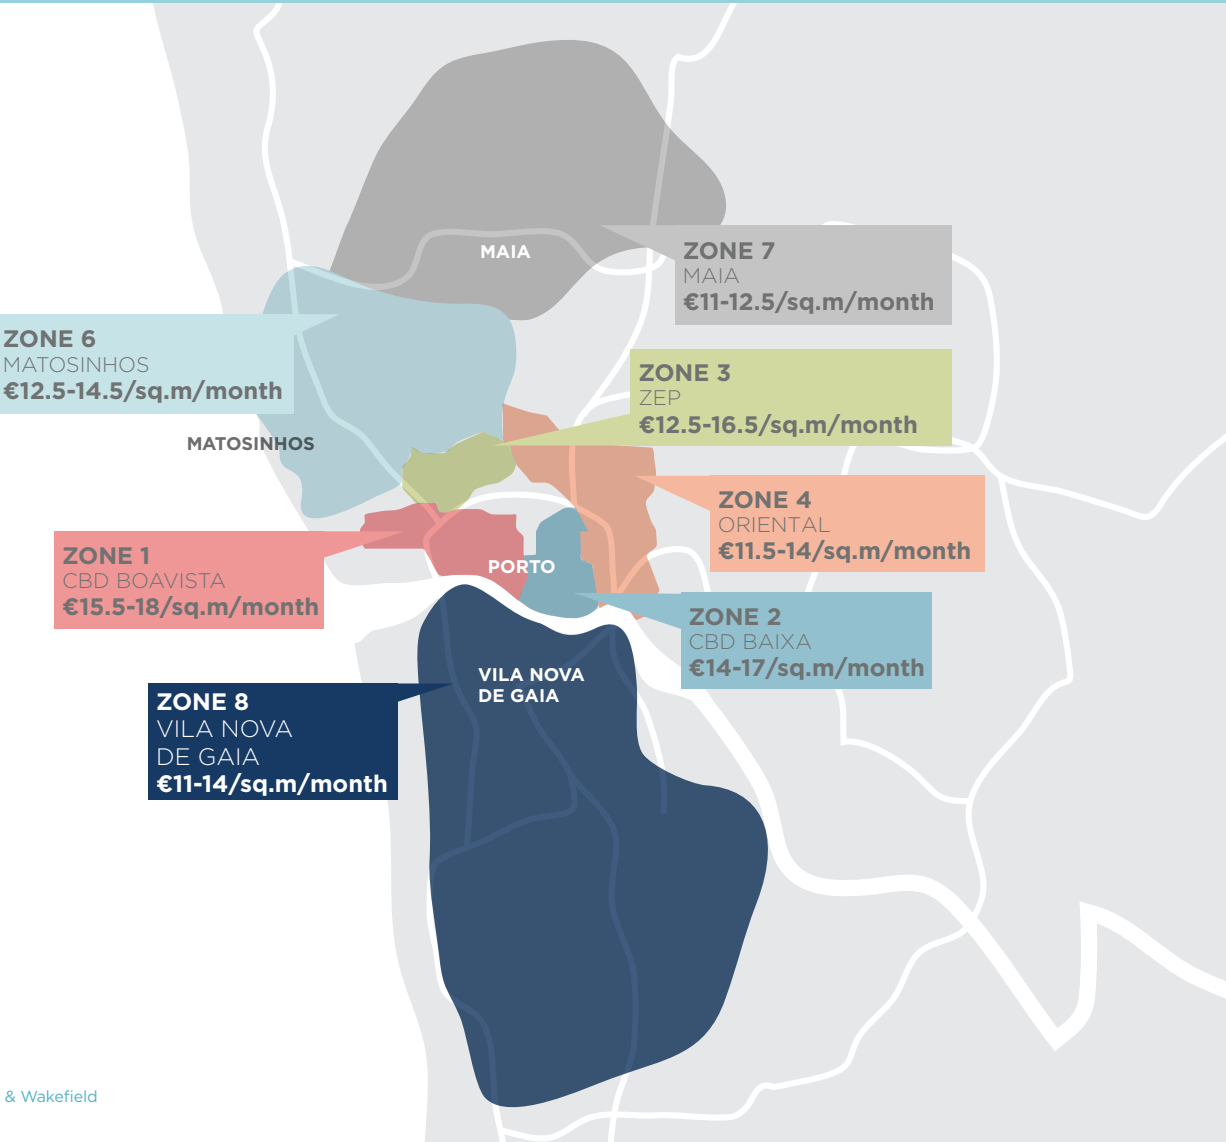 MAIA
ZONE 7
MAIA
€11-12.5/sq.m/month
ZONE 6
MATOSINHOS
€12.5-14.5/sq.m/month
ZONE 3
ZEP
€12.5-16.5/sq.m/month
MATOSINHOS
ZONE 4
ORIENTAL
€11.5-14/sq.m/month
ZONE 1
CBD BOAVISTA
€15.5-18/sq.m/month
PORTO
ZONE 2
CBD BAIXA
€14-17/sq.m/month
VILA NOVA
DE GAIA
ZONE 8
VILA NOVA
DE GAIA
€11-14/sq.m/month
& Wakefield